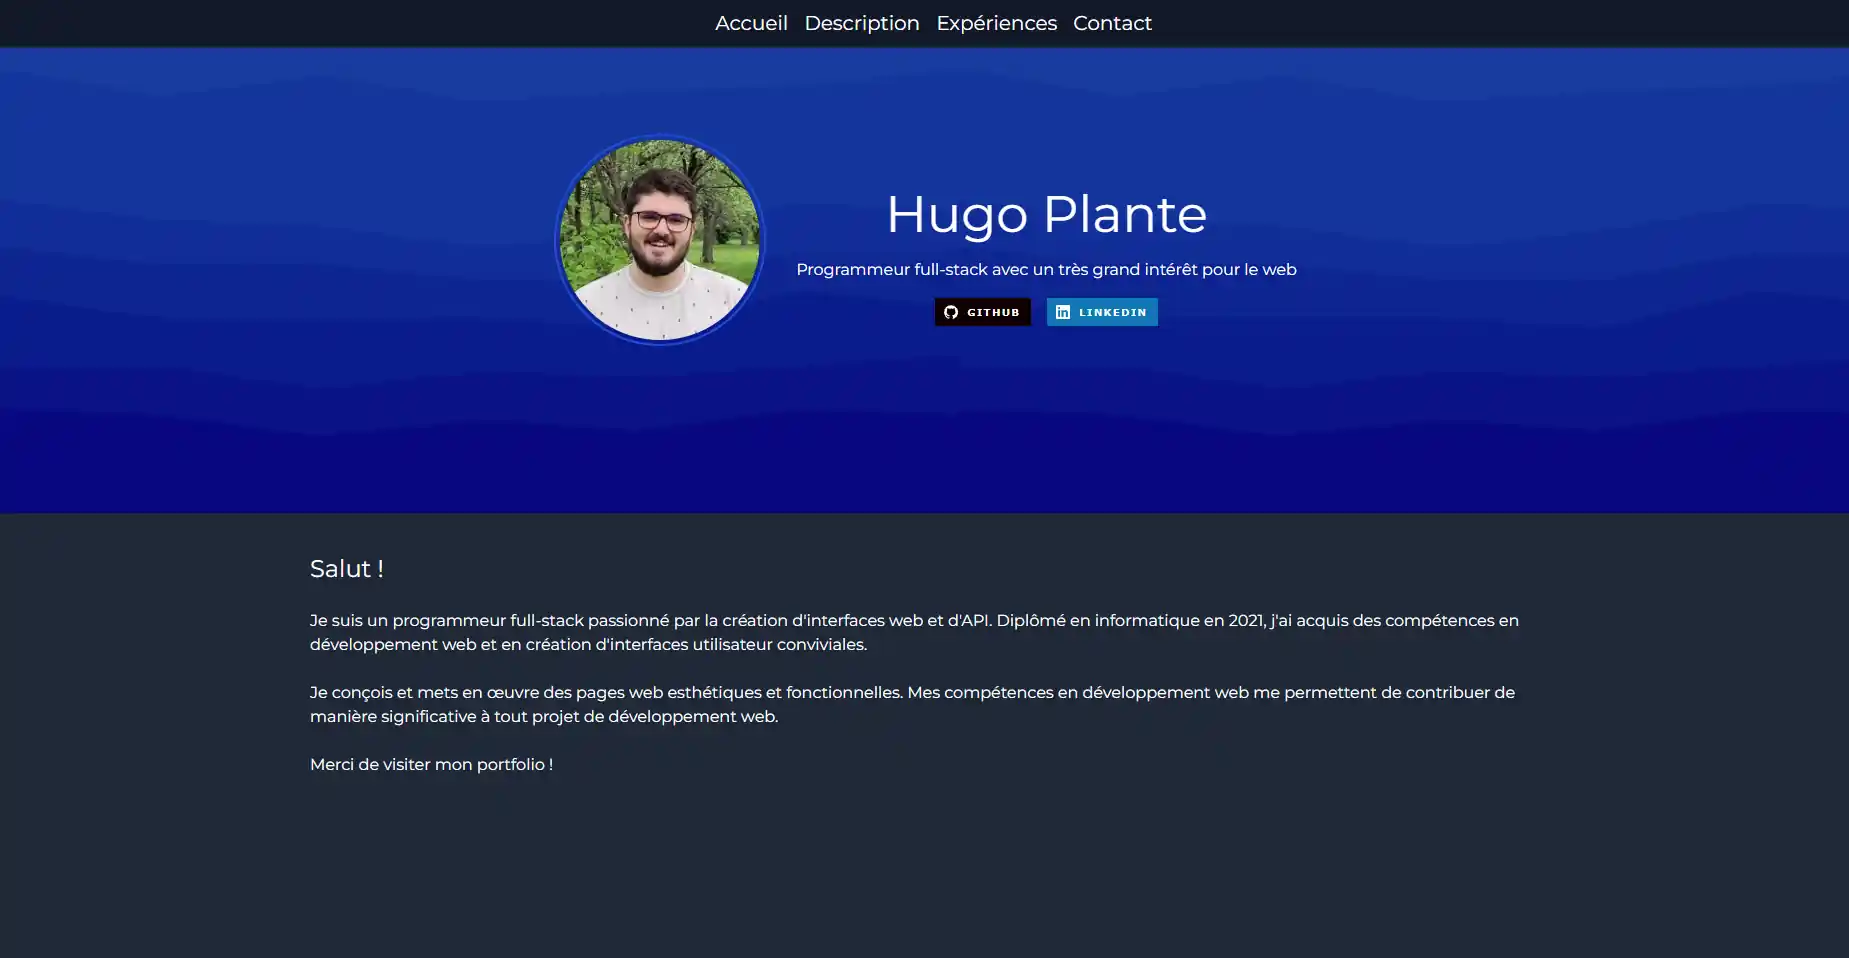 Accueil Description Expériences Contact
Hugo Plante
Programmeur full-stack avec un très grand intérêt pour le web
GITHUB LINKEDIN
Salut !
Je suis un programmeur full-stack passionné par la création d'interfaces web et d'API. Diplômé en informatique en 2021, j'ai acquis des compétences en
développement web et en création d'interfaces utilisateur conviviales.
Je conçois et mets en œuvre des pages web esthétiques et fonctionnelles. Mes compétences en développement web me permettent de contribuer de
manière significative à tout projet de développement web.
Merci de visiter mon portfolio !